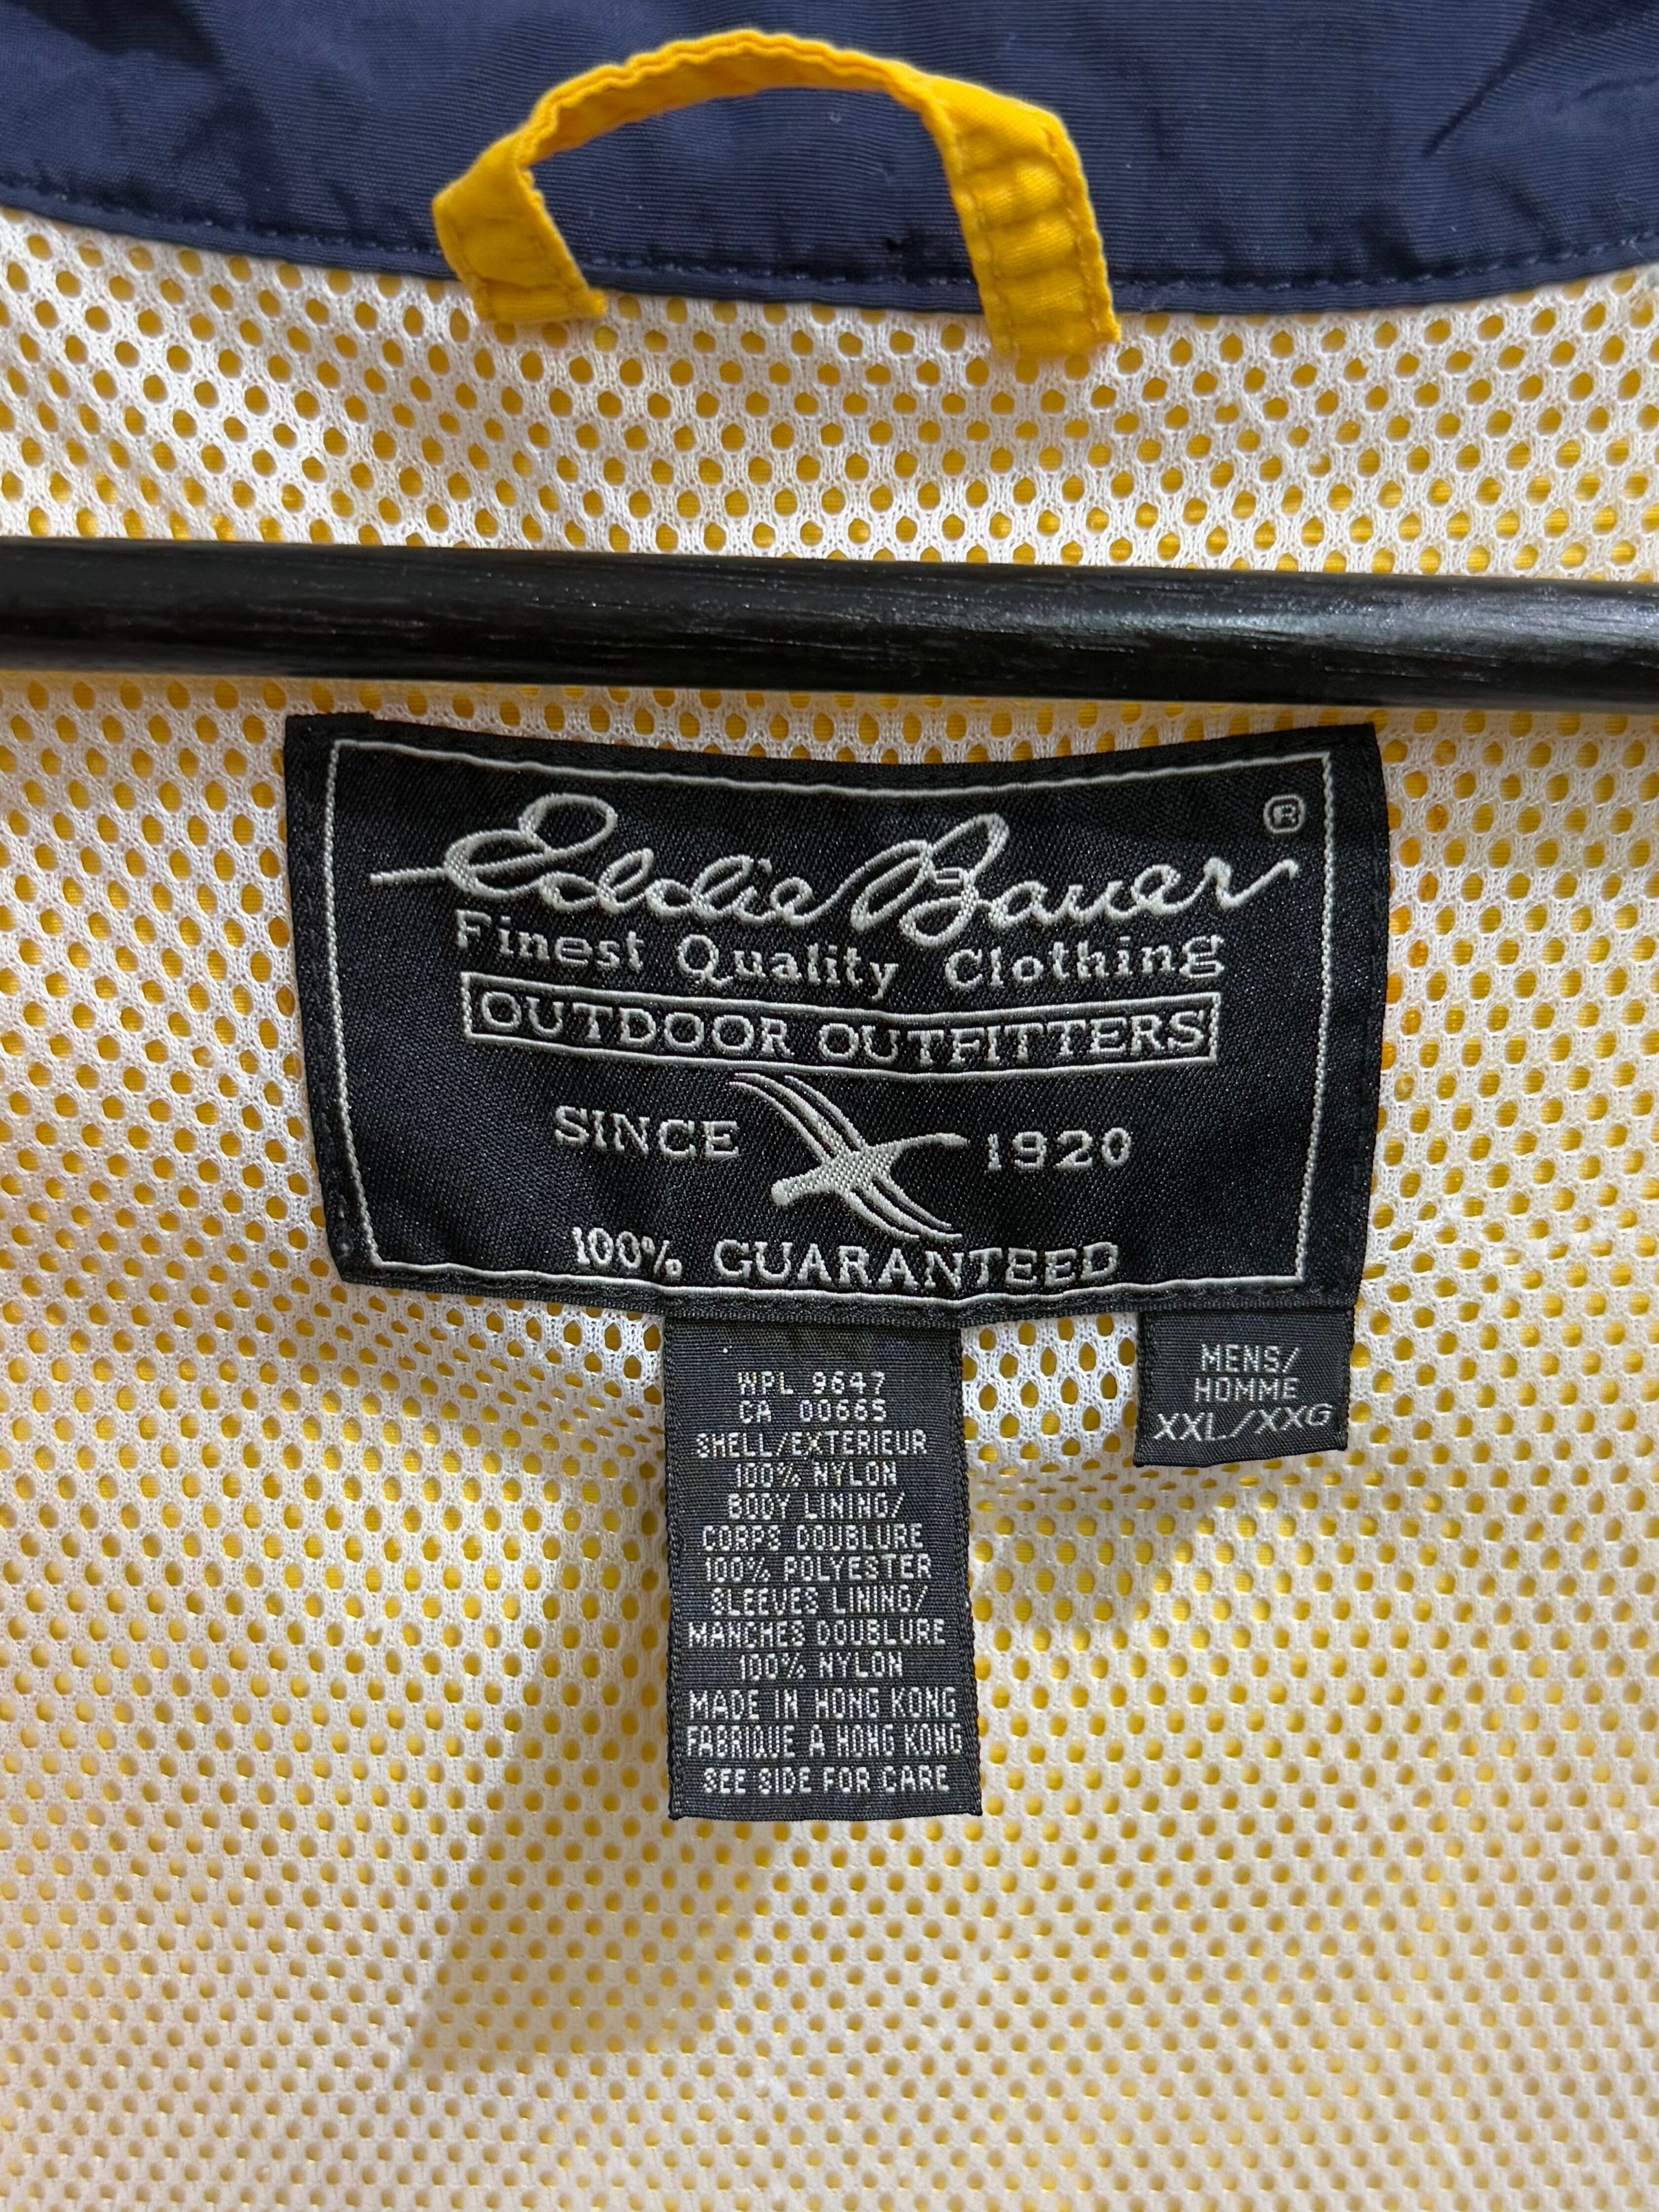 Eddie Bauer ®
Finest Quality Clothing
OUTDOOR OUTFITTERS
SINCE 1920
100% GUARANTEED
MENS/
HOMME
XXL/XXG
WPL 9647
CA 00665
SHELL/EXTERIEUR
100% NYLON
BODY LINING/
CORPS DOUBLURE
100% POLYESTER
SLEEVES LINING/
MANCHES DOUBLURE
100% NYLON
MADE IN HONG KONG
FABRIQUE A HONG KONG
SEE SIDE FOR CARE